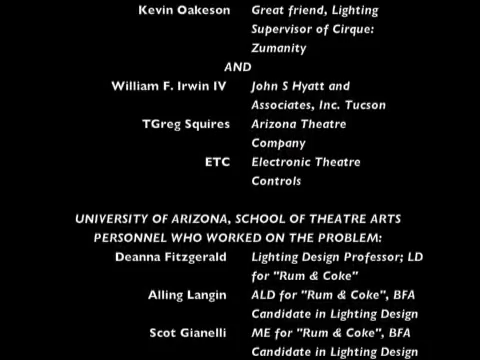 Kevin Oakeson Great friend, Lighting
Supervisor of Cirque:
Zumanity
AND
William F. Irwin IV John S Hyatt and
Associates, Inc. Tucson
TGreg Squires Arizona Theatre
Company
ETC Electronic Theatre
Controls
UNIVERSITY OF ARIZONA, SCHOOL OF THEATRE ARTS
PERSONNEL WHO WORKED ON THE PROBLEM:
Deanna Fitzgerald Lighting Design Professor; LD
for "Rum & Coke"
Alling Langin ALD for "Rum & Coke", BFA
Candidate in Lighting Design
Scot Gianelli ME for "Rum & Coke", BFA
Candidate in Lighting Design